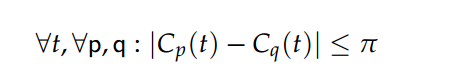 ∀t, ∀p, q : |C_p(t) − C_q(t)| ≤ π